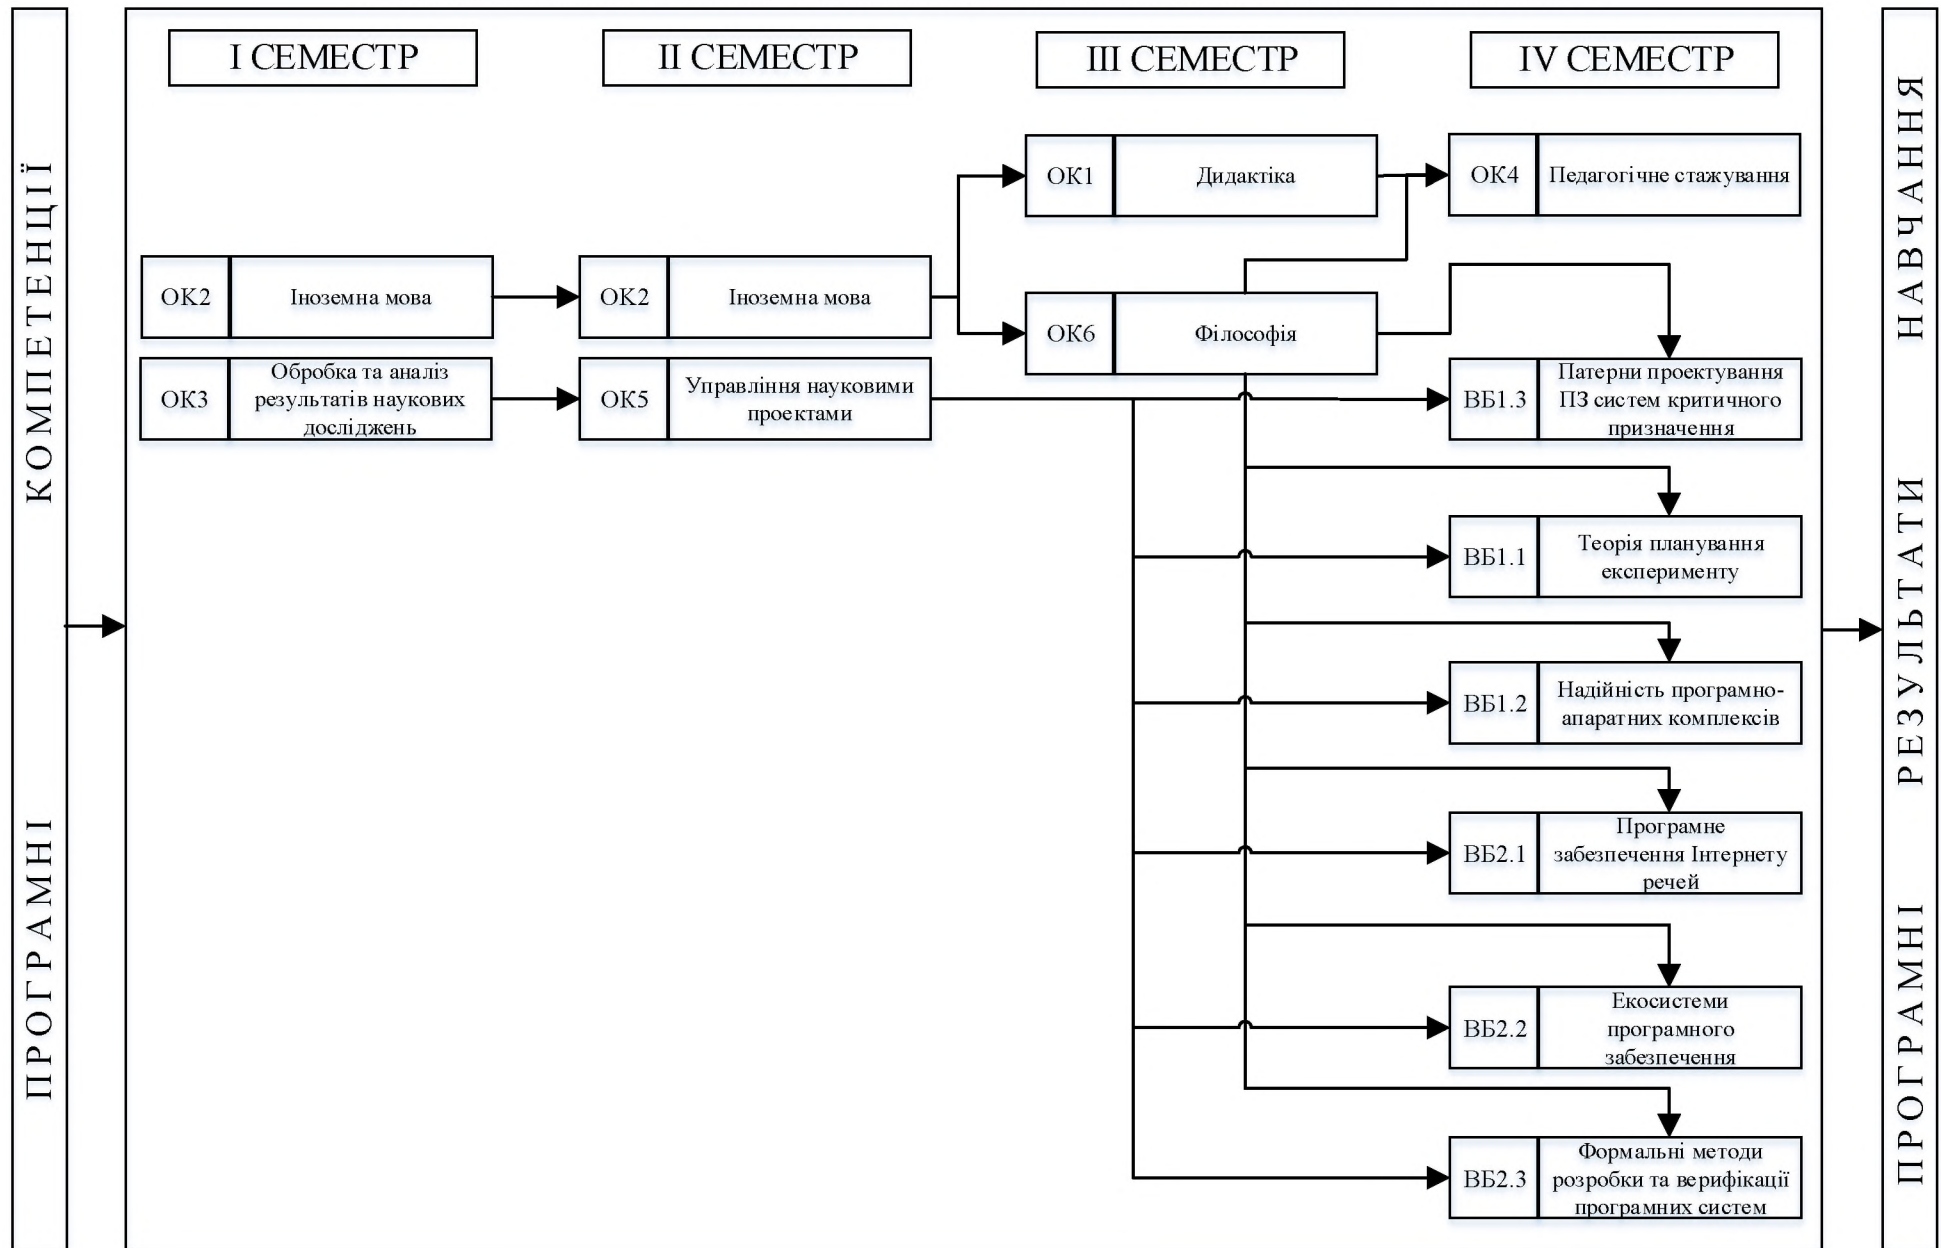 ПРОГРАМНІ КОМПЕТЕНЦІЇ
І СЕМЕСТР
ІІ СЕМЕСТР
ІІІ СЕМЕСТР
IV СЕМЕСТР
ОК2
Іноземна мова
ОК3
Обробка та аналіз
результатів наукових
досліджень
ОК2
Іноземна мова
ОК5
Управління науковими
проектами
ОК1
Дидактіка
ОК6
Філософія
ОК4
Педагогічне стажування
ВБ1.3
Патерни проектування
ПЗ систем критичного
призначення
ВБ1.1
Теорія планування
експерименту
ВБ1.2
Надійність програмно-
апаратних комплексів
ВБ2.1
Програмне
забезпечення Інтернету
речей
ВБ2.2
Екосистеми
програмного
забезпечення
ВБ2.3
Формальні методи
розробки та верифікації
програмних систем
ПРОГРАМНІ РЕЗУЛЬТАТИ НАВЧАННЯ